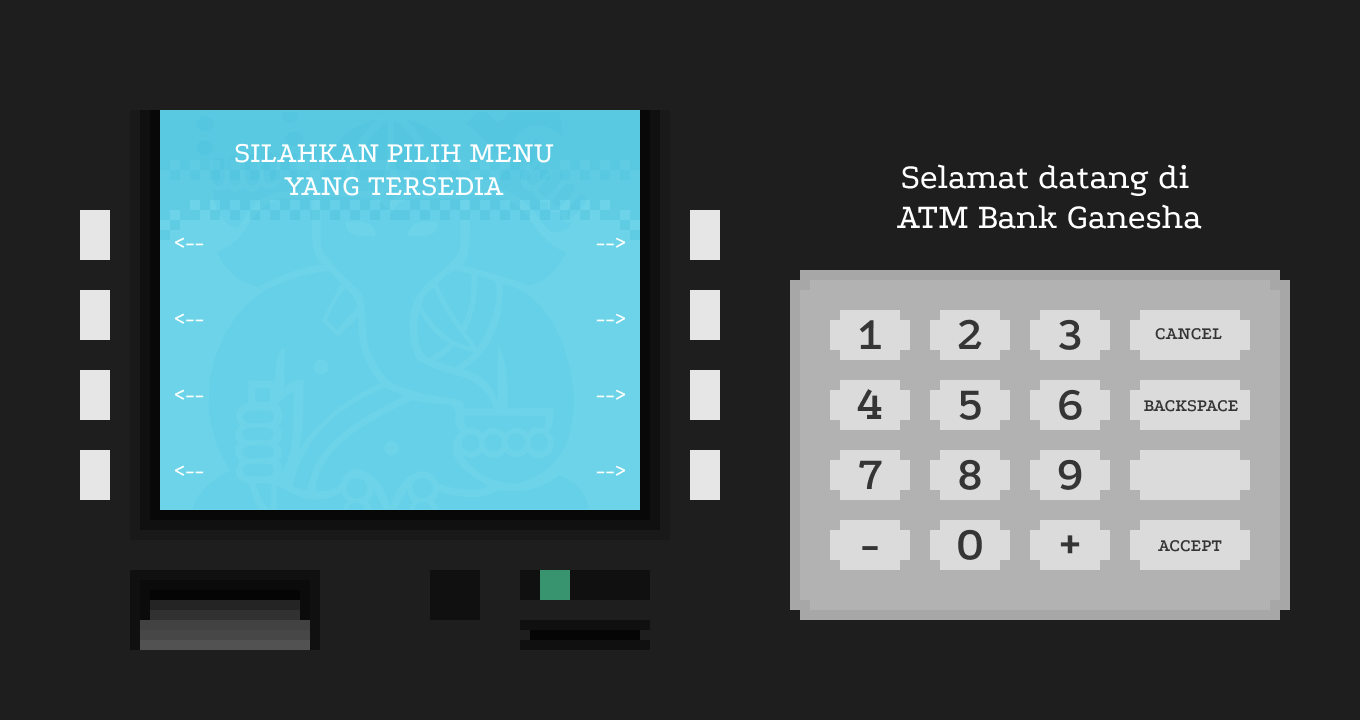 SILAHKAN PILIH MENU
YANG TERSEDIA
<-- -->
<-- -->
<-- -->
<-- -->
Selamat datang di
ATM Bank Ganesha
1 2 3 CANCEL
4 5 6 BACKSPACE
7 8 9
- 0 + ACCEPT